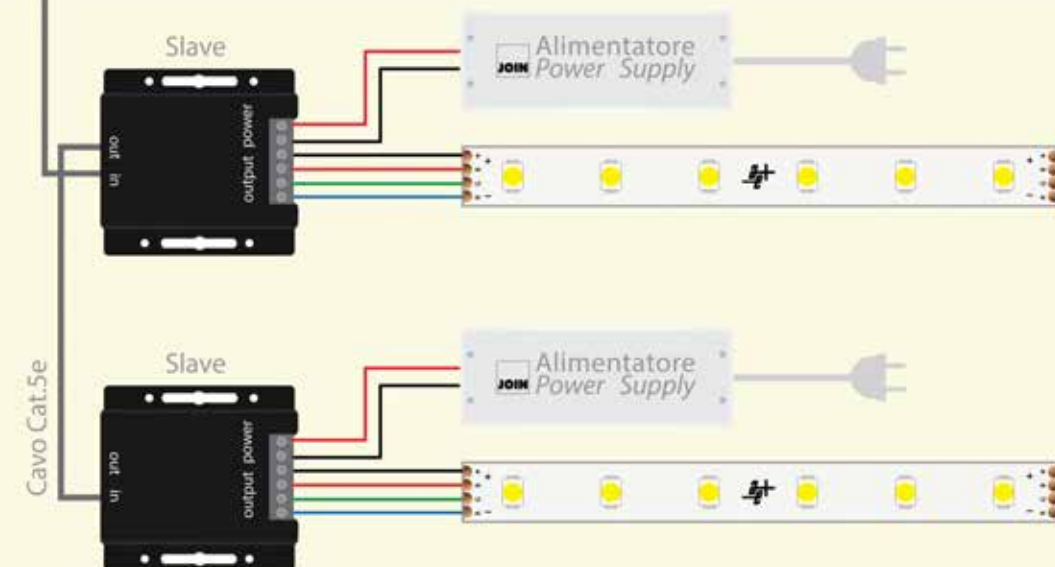 Slave
JOIN
Alimentatore
Power Supply
out
in
output power
Slave
JOIN
Alimentatore
Power Supply
out
in
output power
Cavo Cat.5e